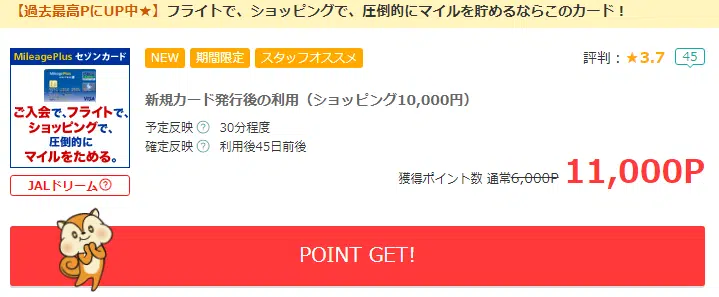 【過去最高PにUP中★】フライトで、ショッピングで、圧倒的にマイルを貯めるならこのカード！
MileagePlus セゾンカード
VISA
ご入会で、フライトで、
ショッピングで、
圧倒的に
マイルをためる。
JALドリーム?
NEW 期間限定 スタッフオススメ
評判：★3.7 45
新規カード発行後の利用（ショッピング10,000円）
予定反映? 30分程度
確定反映? 利用後45日前後
獲得ポイント数 通常6,000P 11,000P
POINT GET!